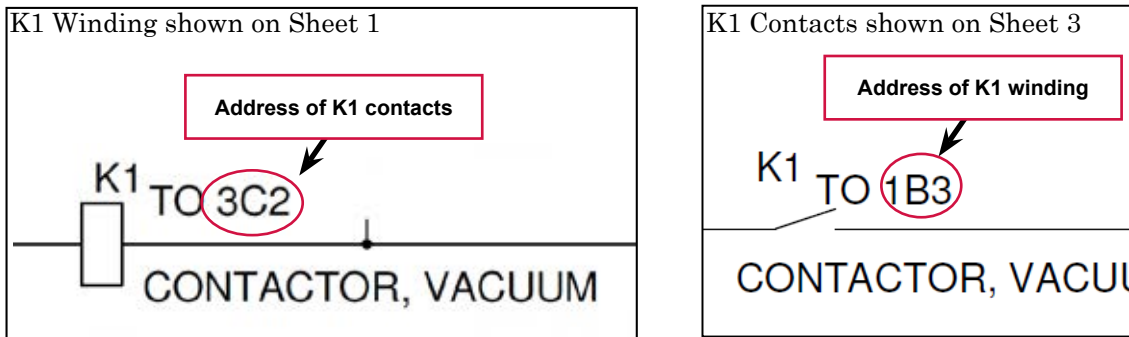 K1 Winding shown on Sheet 1
Address of K1 contacts
K1 TO 3C2
CONTACTOR, VACUUM
K1 Contacts shown on Sheet 3
Address of K1 winding
K1 TO 1B3
CONTACTOR, VACUU